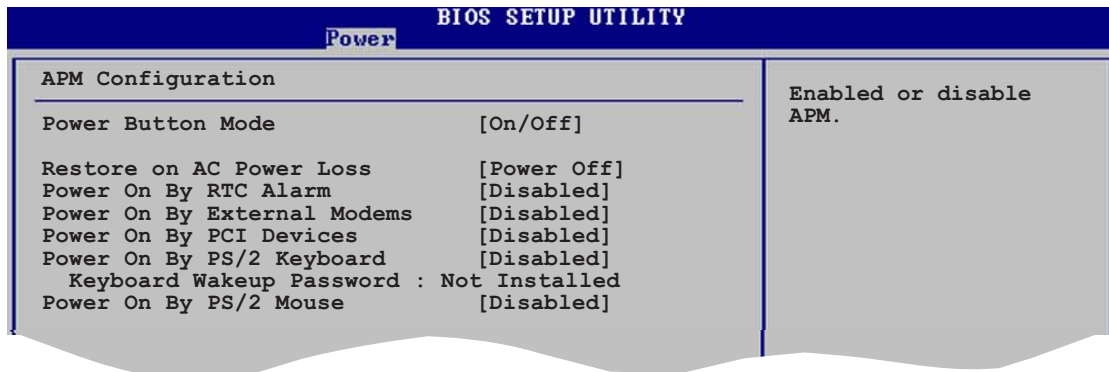 BIOS SETUP UTILITY
Power
APM Configuration
Power Button Mode [On/Off]
Restore on AC Power Loss [Power Off]
Power On By RTC Alarm [Disabled]
Power On By External Modems [Disabled]
Power On By PCI Devices [Disabled]
Power On By PS/2 Keyboard [Disabled]
Keyboard Wakeup Password : Not Installed
Power On By PS/2 Mouse [Disabled]
Enabled or disable
APM.